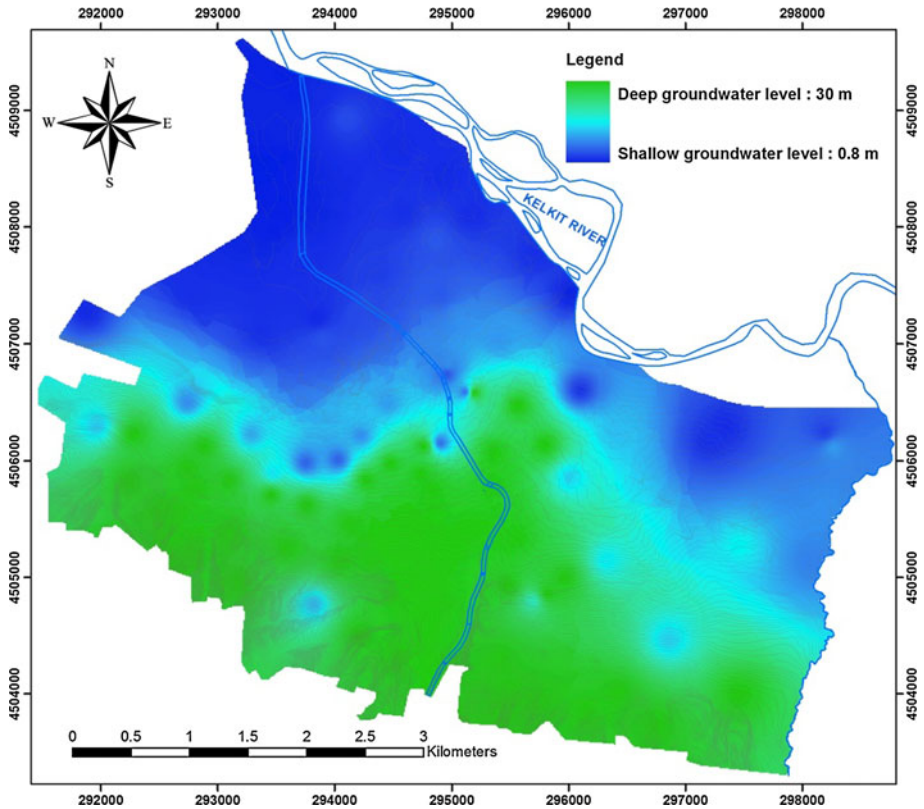 292000 293000 294000 295000 296000 297000 298000
4509000 4508000 4507000 4506000 4505000 4504000
N
W E
S
Legend
Deep groundwater level : 30 m
Shallow groundwater level : 0.8 m
KELKIT RIVER
4509000 4508000 4507000 4506000 4505000 4504000
0 0.5 1 1.5 2 2.5 3
Kilometers
292000 293000 294000 295000 296000 297000 298000